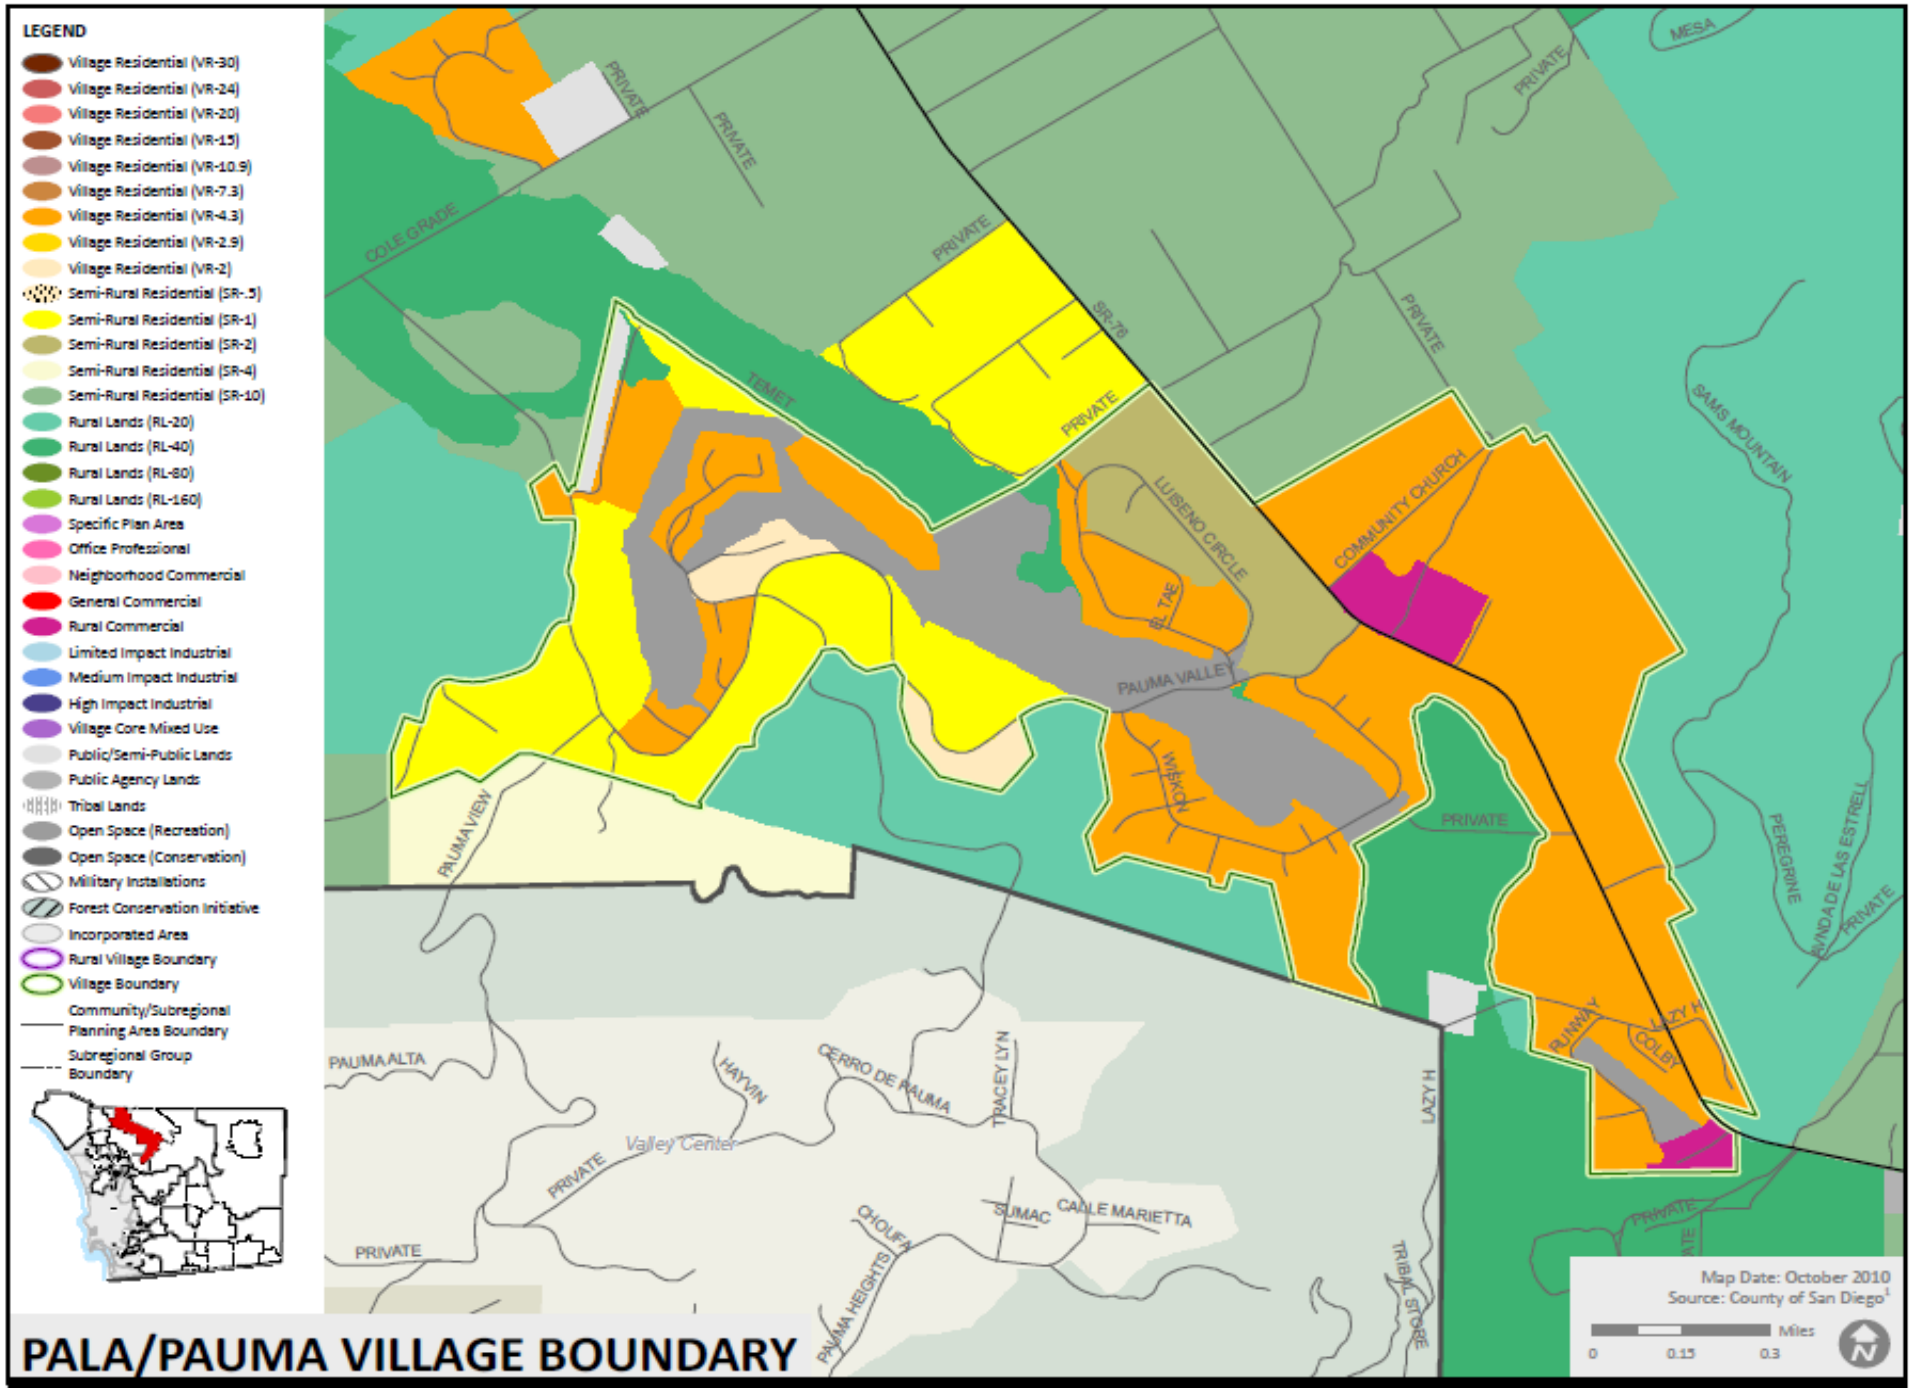 LEGEND
Village Residential (VR-30)
Village Residential (VR-24)
Village Residential (VR-20)
Village Residential (VR-15)
Village Residential (VR-10.9)
Village Residential (VR-7.3)
Village Residential (VR-4.3)
Village Residential (VR-2.9)
Village Residential (VR-2)
Semi-Rural Residential (SR-.5)
Semi-Rural Residential (SR-1)
Semi-Rural Residential (SR-2)
Semi-Rural Residential (SR-4)
Semi-Rural Residential (SR-10)
Rural Lands (RL-20)
Rural Lands (RL-40)
Rural Lands (RL-80)
Rural Lands (RL-160)
Specific Plan Area
Office Professional
Neighborhood Commercial
General Commercial
Rural Commercial
Limited Impact Industrial
Medium Impact Industrial
High Impact Industrial
Village Core Mixed Use
Public/Semi-Public Lands
Public Agency Lands
Tribal Lands
Open Space (Recreation)
Open Space (Conservation)
Military Installations
Forest Conservation Initiative
Incorporated Area
Rural Village Boundary
Village Boundary
Community/Subregional
Planning Area Boundary
Subregional Group
Boundary
MESA
PRIVATE
PRIVATE
PRIVATE
COLE GRADE
PRIVATE
SR-76
PRIVATE
TEMET
PRIVATE
SAMS MOUNTAIN
COMMUNITY CHURCH
LUISENO CIRCLE
EL TAE
PAUMA VALLEY
WISKON
PRIVATE
PAUMA VIEW
PEREGRINE
AVNDA DE LAS ESTRELL
PRIVATE
RUNWAY
LAZY H
COLBY
PAUMA ALTA
HAYVIN
CERRO DE PAUMA
TRACEY LYN
LAZY H
Valley Center
PRIVATE
SUMAC
CALLE MARIETTA
CHOUFA
PRIVATE
PAUMA HEIGHTS
TRIBAL STORE
PRIVATE
Map Date: October 2010
Source: County of San Diego1
Miles
0 0.15 0.3
N
PALA/PAUMA VILLAGE BOUNDARY